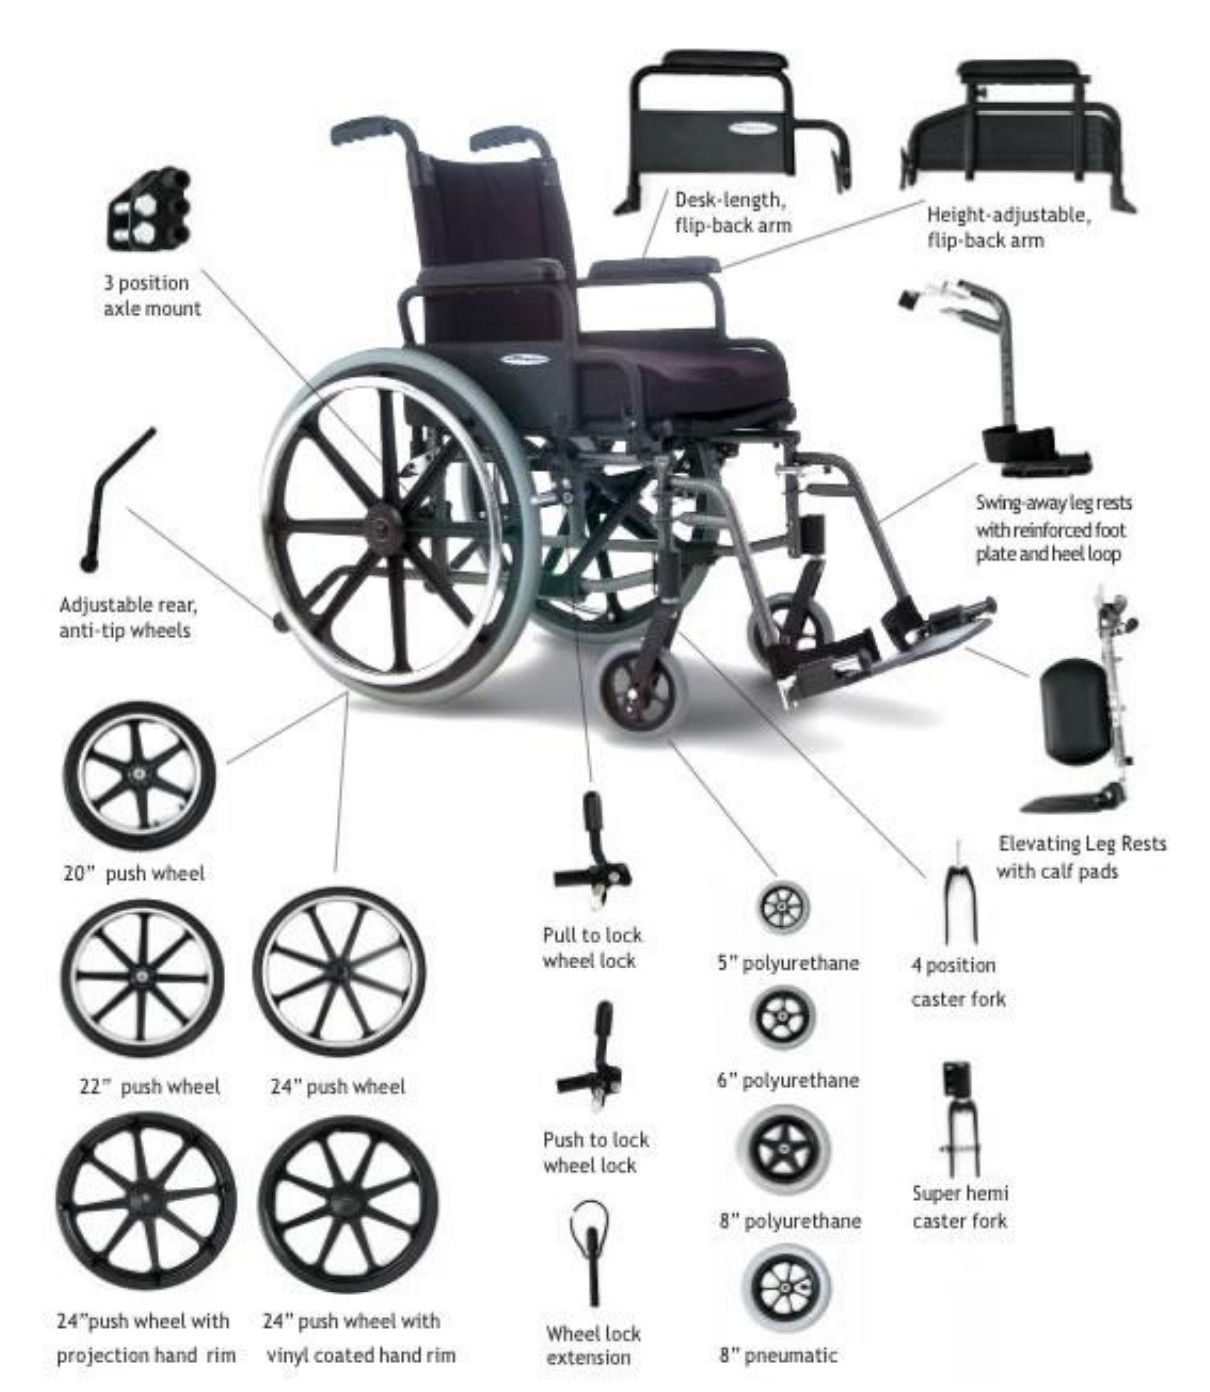 Desk-length,
flip-back arm
Height-adjustable,
flip-back arm
3 position
axle mount
Swing-away leg rests
with reinforced foot
plate and heel loop
Adjustable rear,
anti-tip wheels
Elevating Leg Rests
with calf pads
20” push wheel
Pull to lock
wheel lock
5” polyurethane
4 position
caster fork
22” push wheel
24” push wheel
6” polyurethane
Push to lock
wheel lock
Super hemi
caster fork
8” polyurethane
24”push wheel with
projection hand rim
24” push wheel with
vinyl coated hand rim
Wheel lock
extension
8” pneumatic